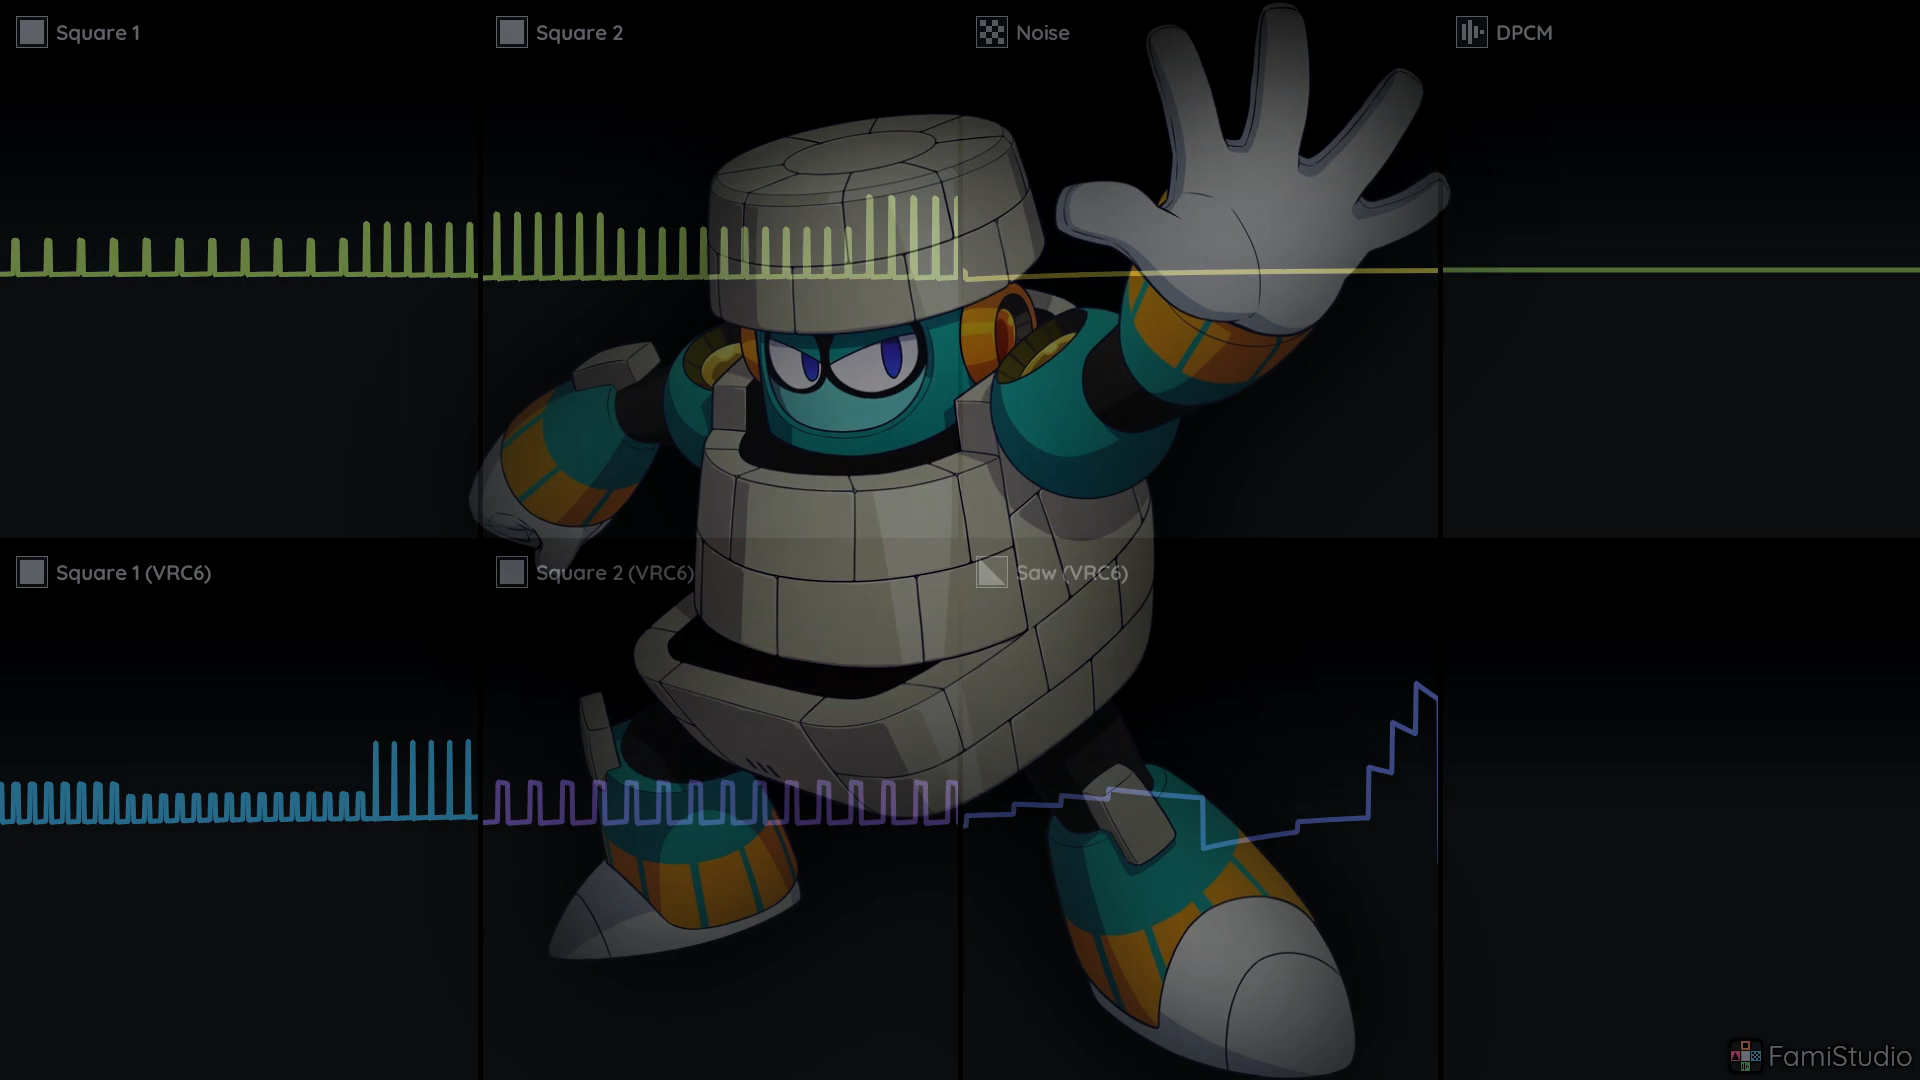 Square 1
Square 2
Noise
DPCM
Square 1 (VRC6)
Square 2 (VRC6)
Saw (VRC6)
FamiStudio